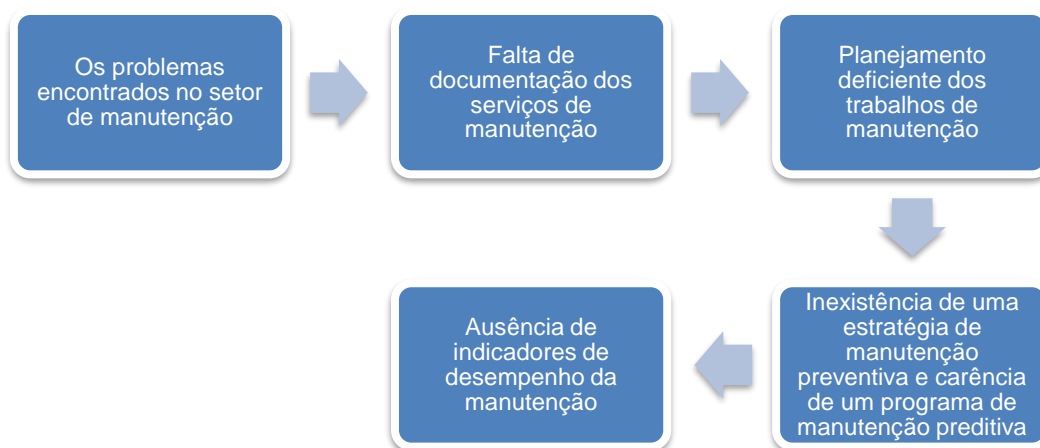 Os problemas
encontrados no setor
de manutenção
Falta de
documentação dos
serviços de
manutenção
Planejamento
deficiente dos
trabalhos de
manutenção
Inexistência de uma
estratégia de
manutenção
preventiva e carência
de um programa de
manutenção preditiva
Ausência de
indicadores de
desempenho da
manutenção